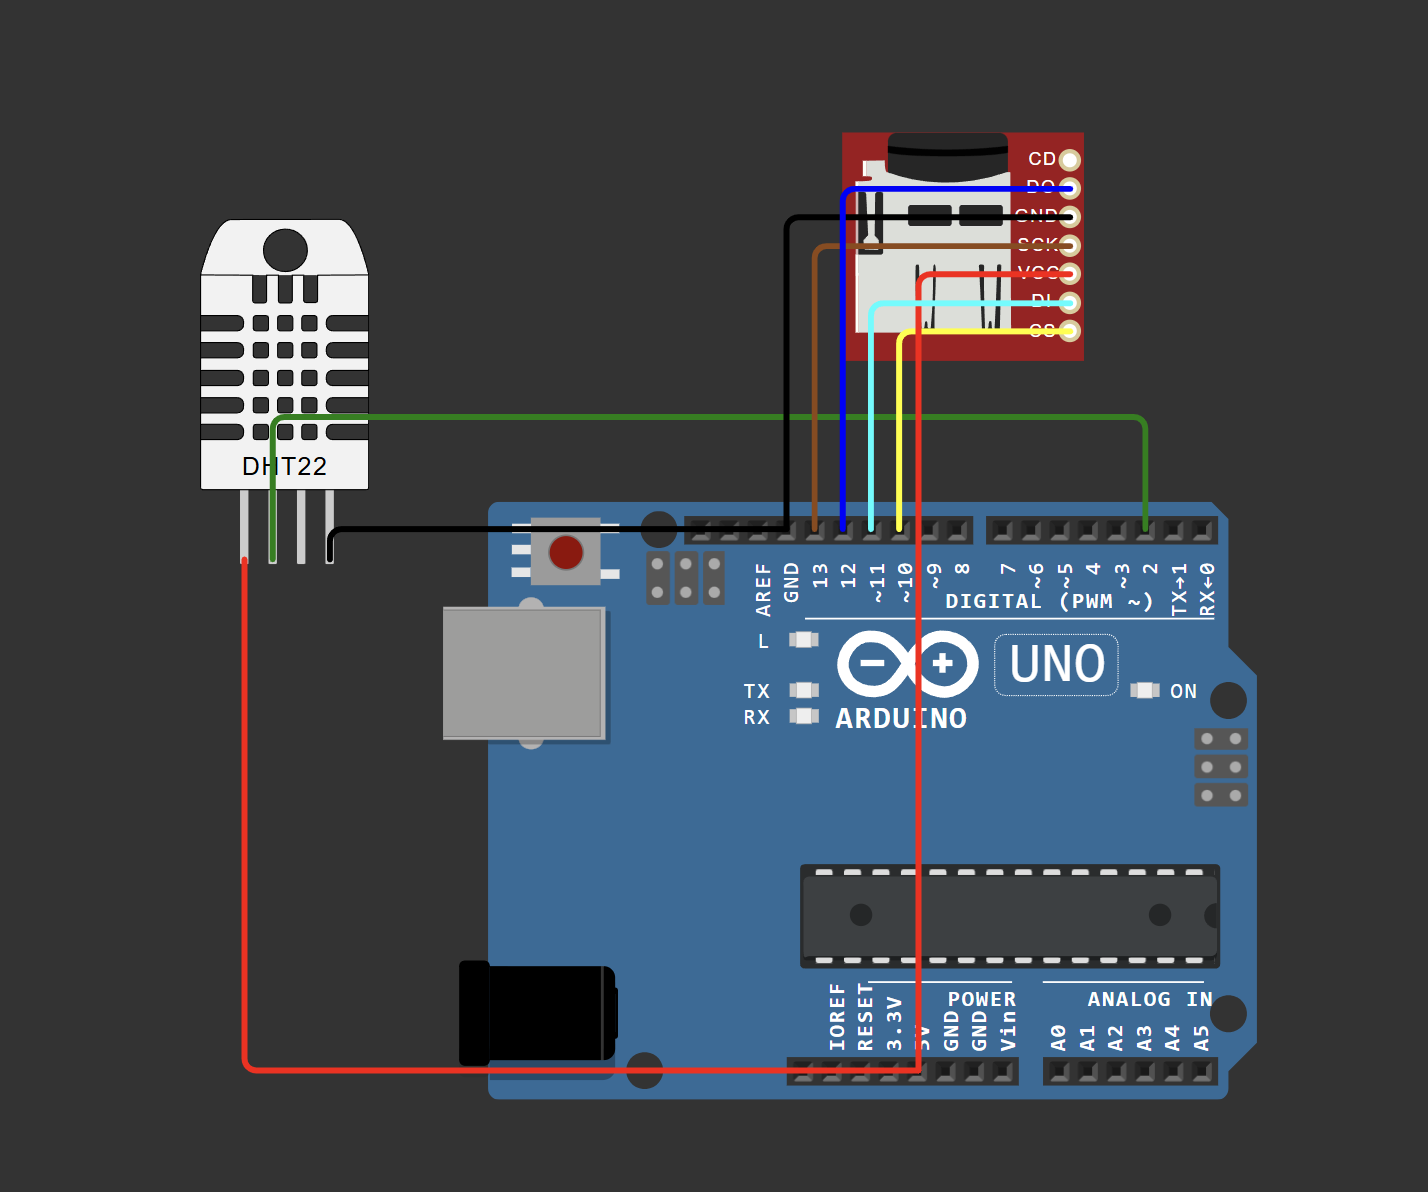 CD
DO
GND
SCK
VCC
DI
CS
DHT22
AREF
GND
13
12
~11
~10
~9
8
7
~6
~5
4
~3
2
TX→1
RX←0
DIGITAL (PWM ~)
L
TX
RX
UNO
ARDUINO
ON
IOREF
RESET
3.3V
5V
GND
GND
Vin
POWER
ANALOG IN
A0
A1
A2
A3
A4
A5